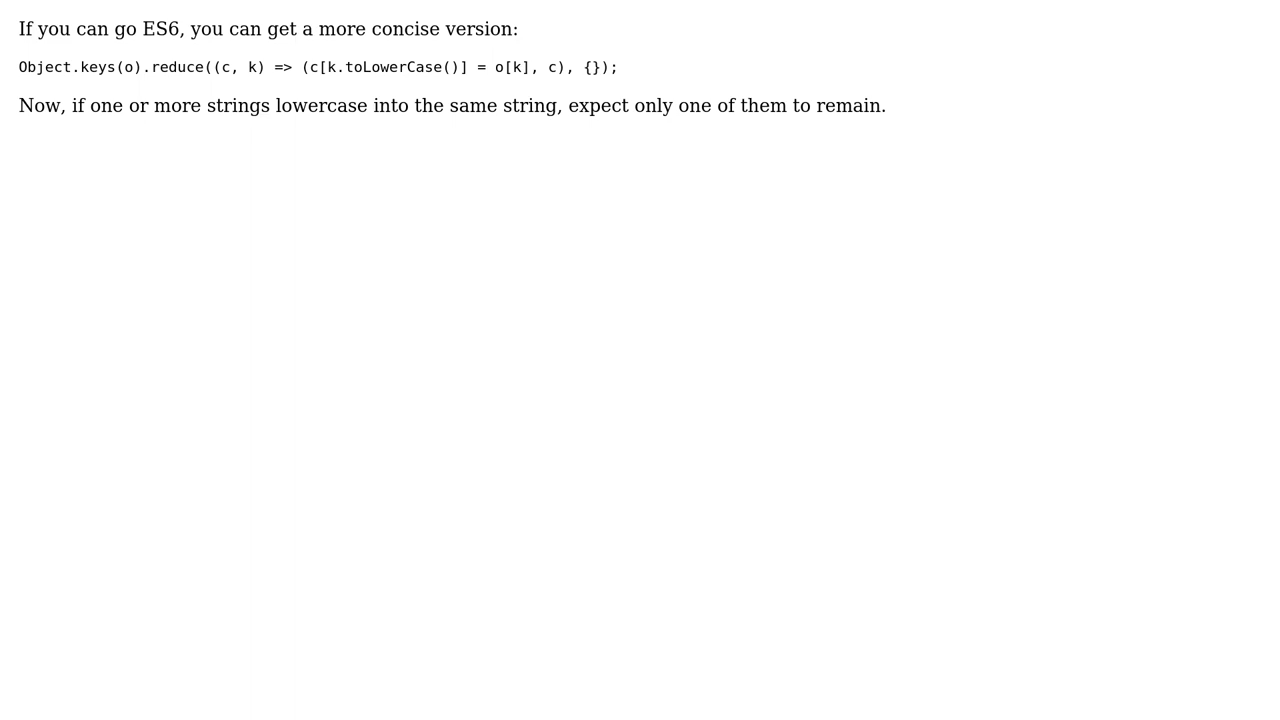 If you can go ES6, you can get a more concise version:
Object.keys(o).reduce((c, k) => (c[k.toLowerCase()] = o[k], c), {});
Now, if one or more strings lowercase into the same string, expect only one of them to remain.